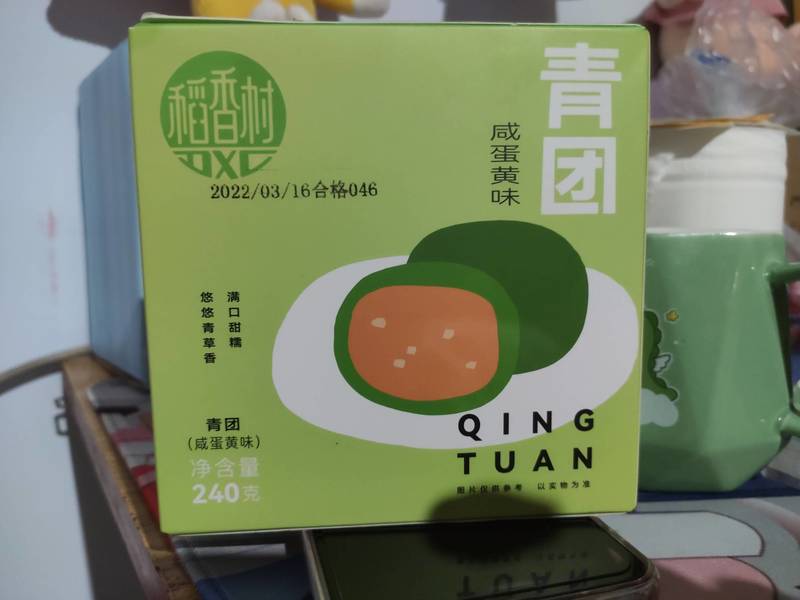 稻香村
DXC
2022/03/16合格046
青团
咸蛋黄味
满口甜糯
悠悠青草香
青团
(咸蛋黄味)
净含量
240克
QING
TUAN
图片仅供参考 以实物为准